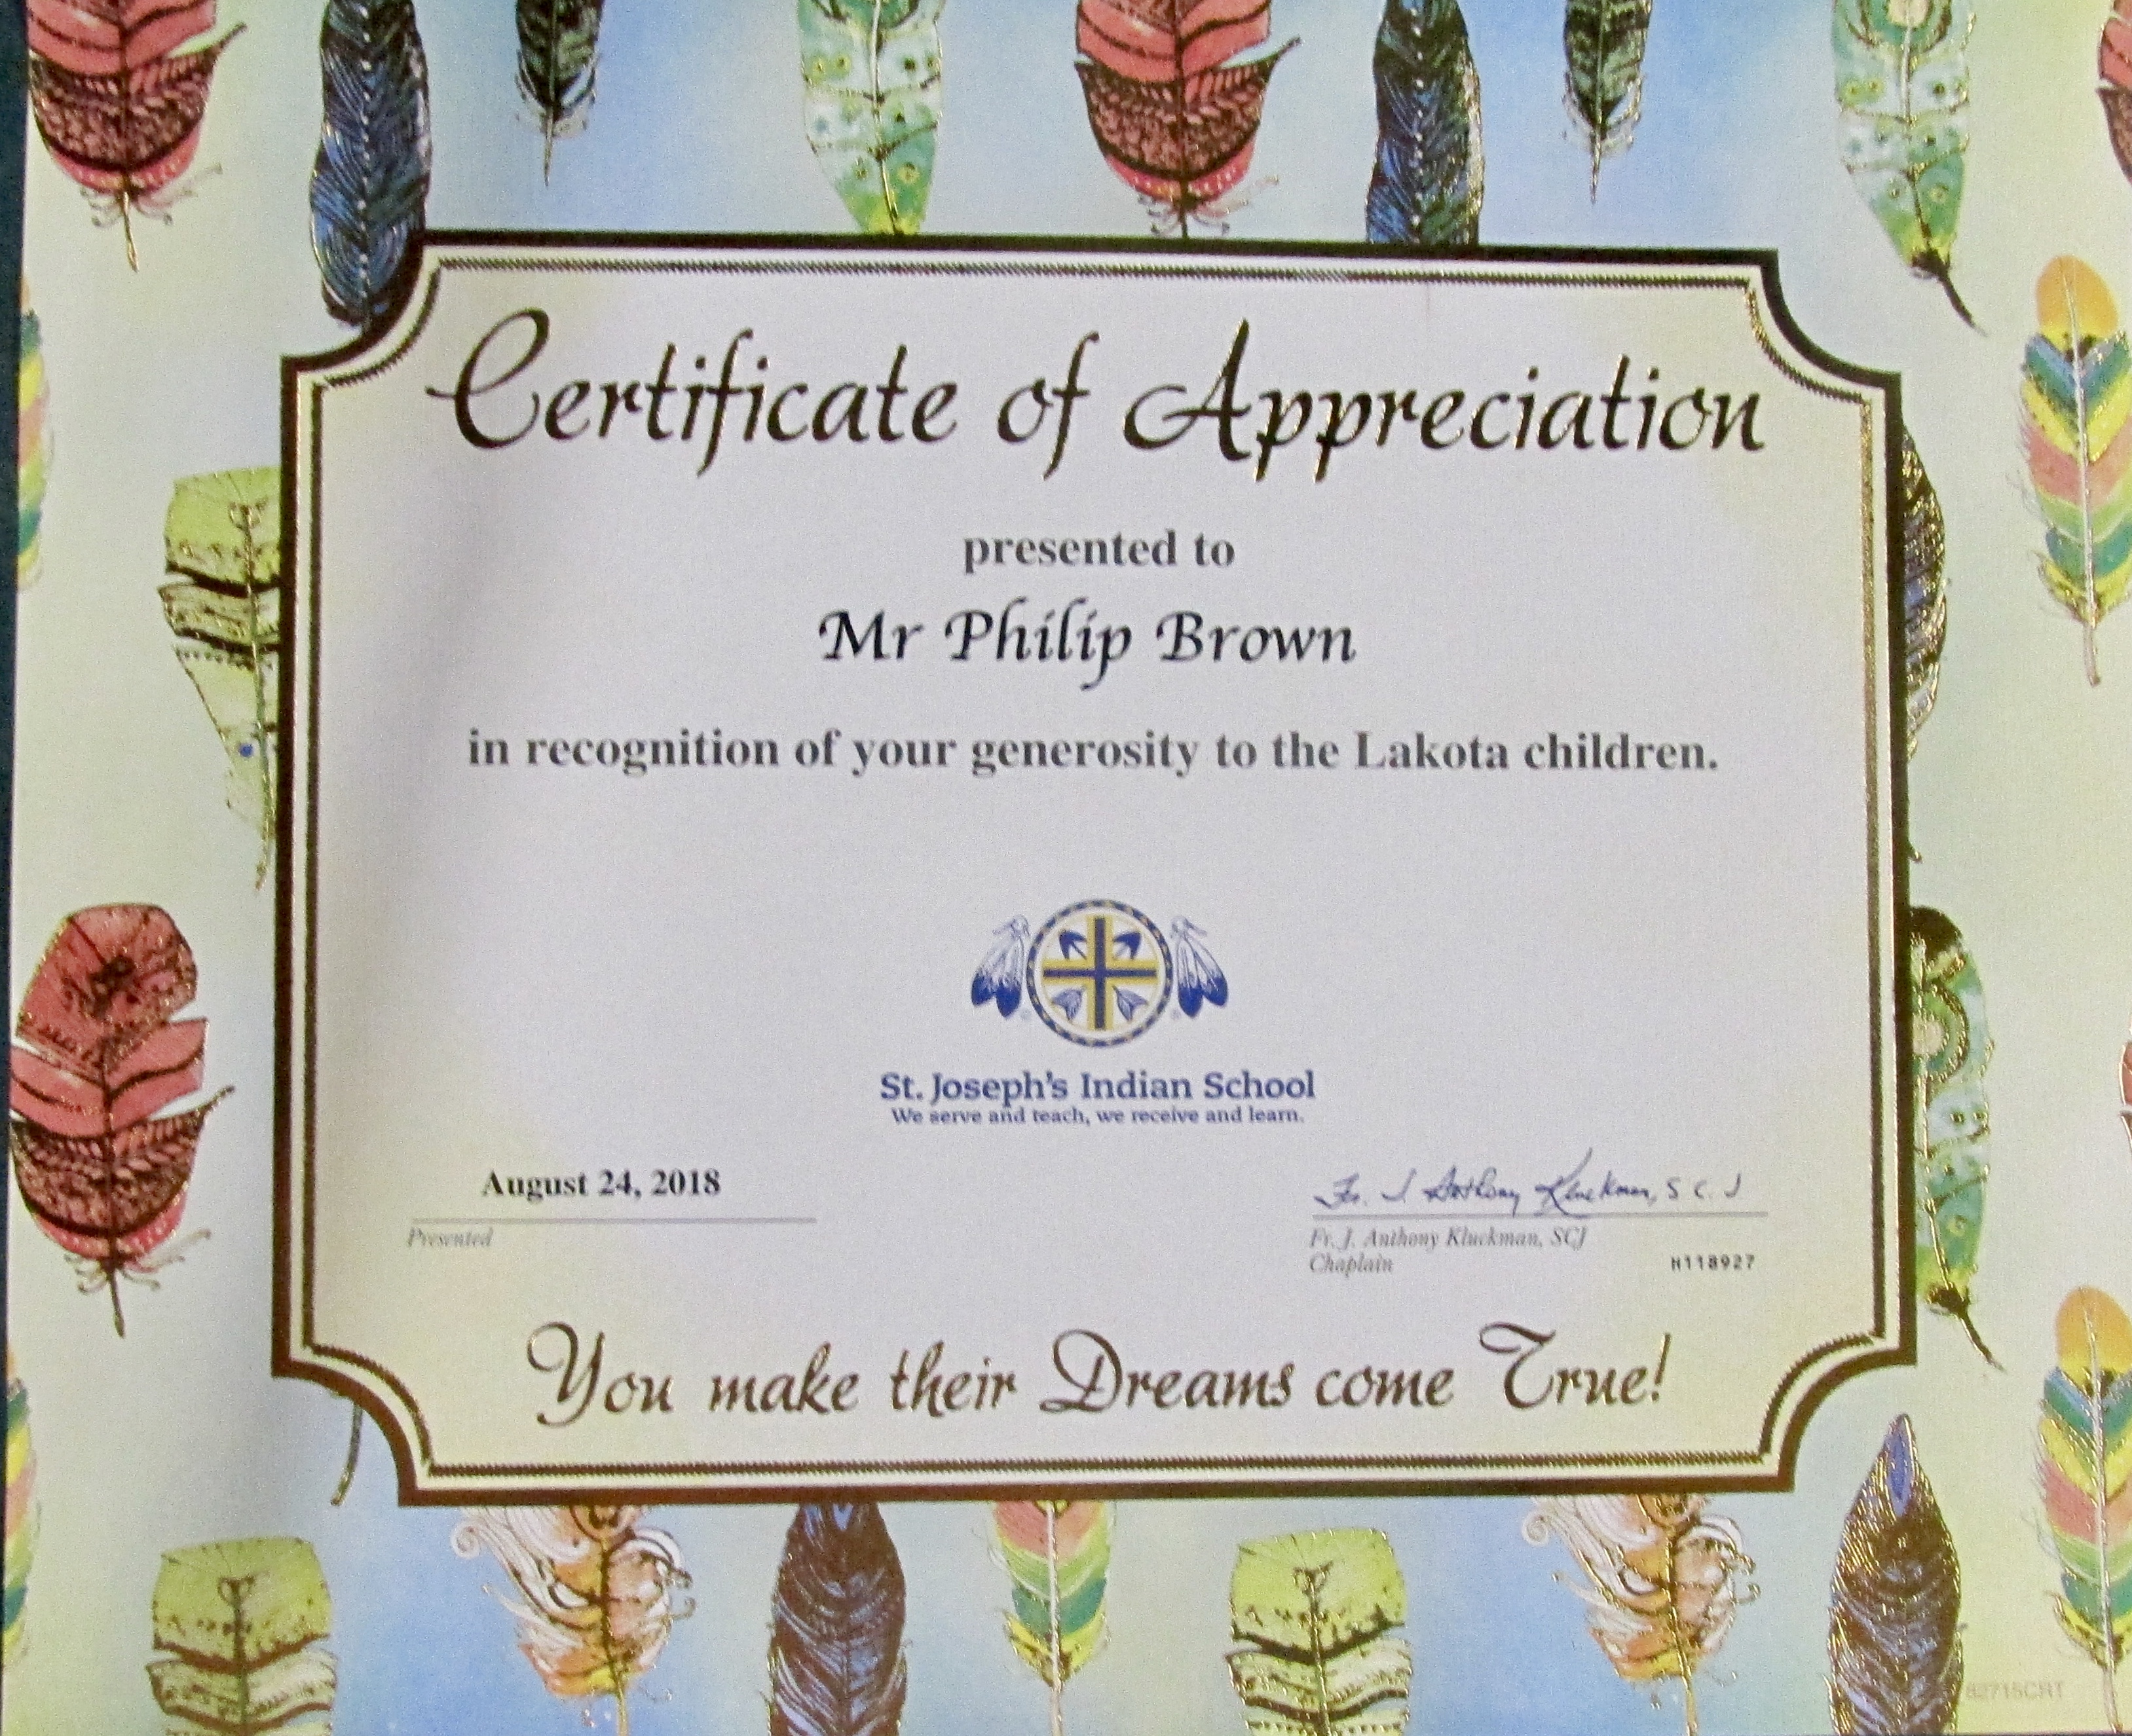 Certificate of Appreciation
presented to
Mr Philip Brown
in recognition of your generosity to the Lakota children.
St. Joseph's Indian School
We serve and teach, we receive and learn.
August 24, 2018
Presented
Fr. J. Anthony Kluckman, S C J
Fr. J. Anthony Kluckman, SCJ
Chaplain
H118927
You make their Dreams come True!